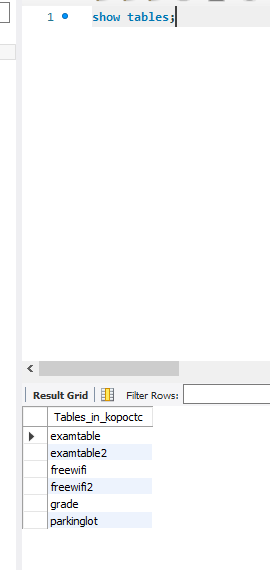 1 show tables;
Result Grid Filter Rows:
Tables_in_kopoctc
examtable
examtable2
freewifi
freewifi2
grade
parkinglot